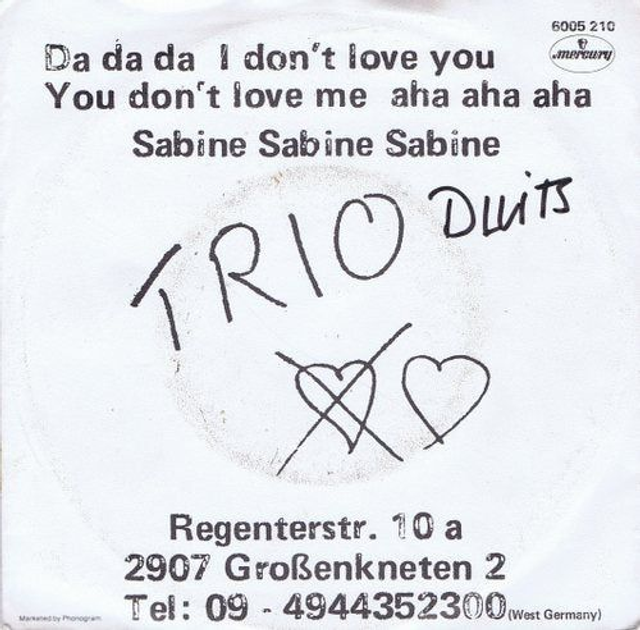 6005 210
mercury
Da da da I don't love you
You don't love me aha aha aha
Sabine Sabine Sabine
TRIO
Duits
Regenterstr. 10 a
2907 Großenkneten 2
Tel: 09 - 4944352300 (West Germany)
Marketed by Phonogram